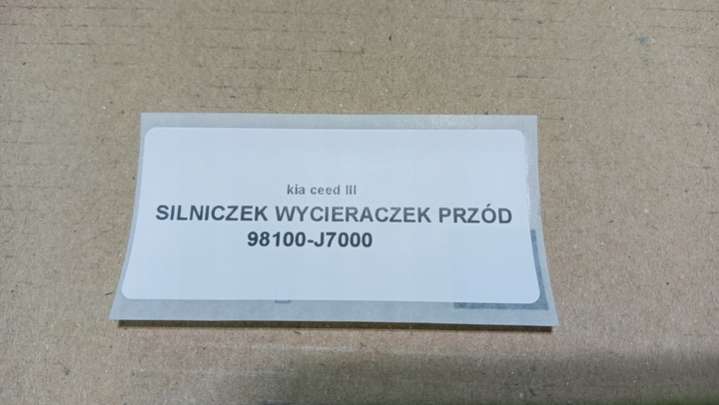 kia ceed III
SILNICZEK WYCIERACZEK PRZÓD
98100-J7000